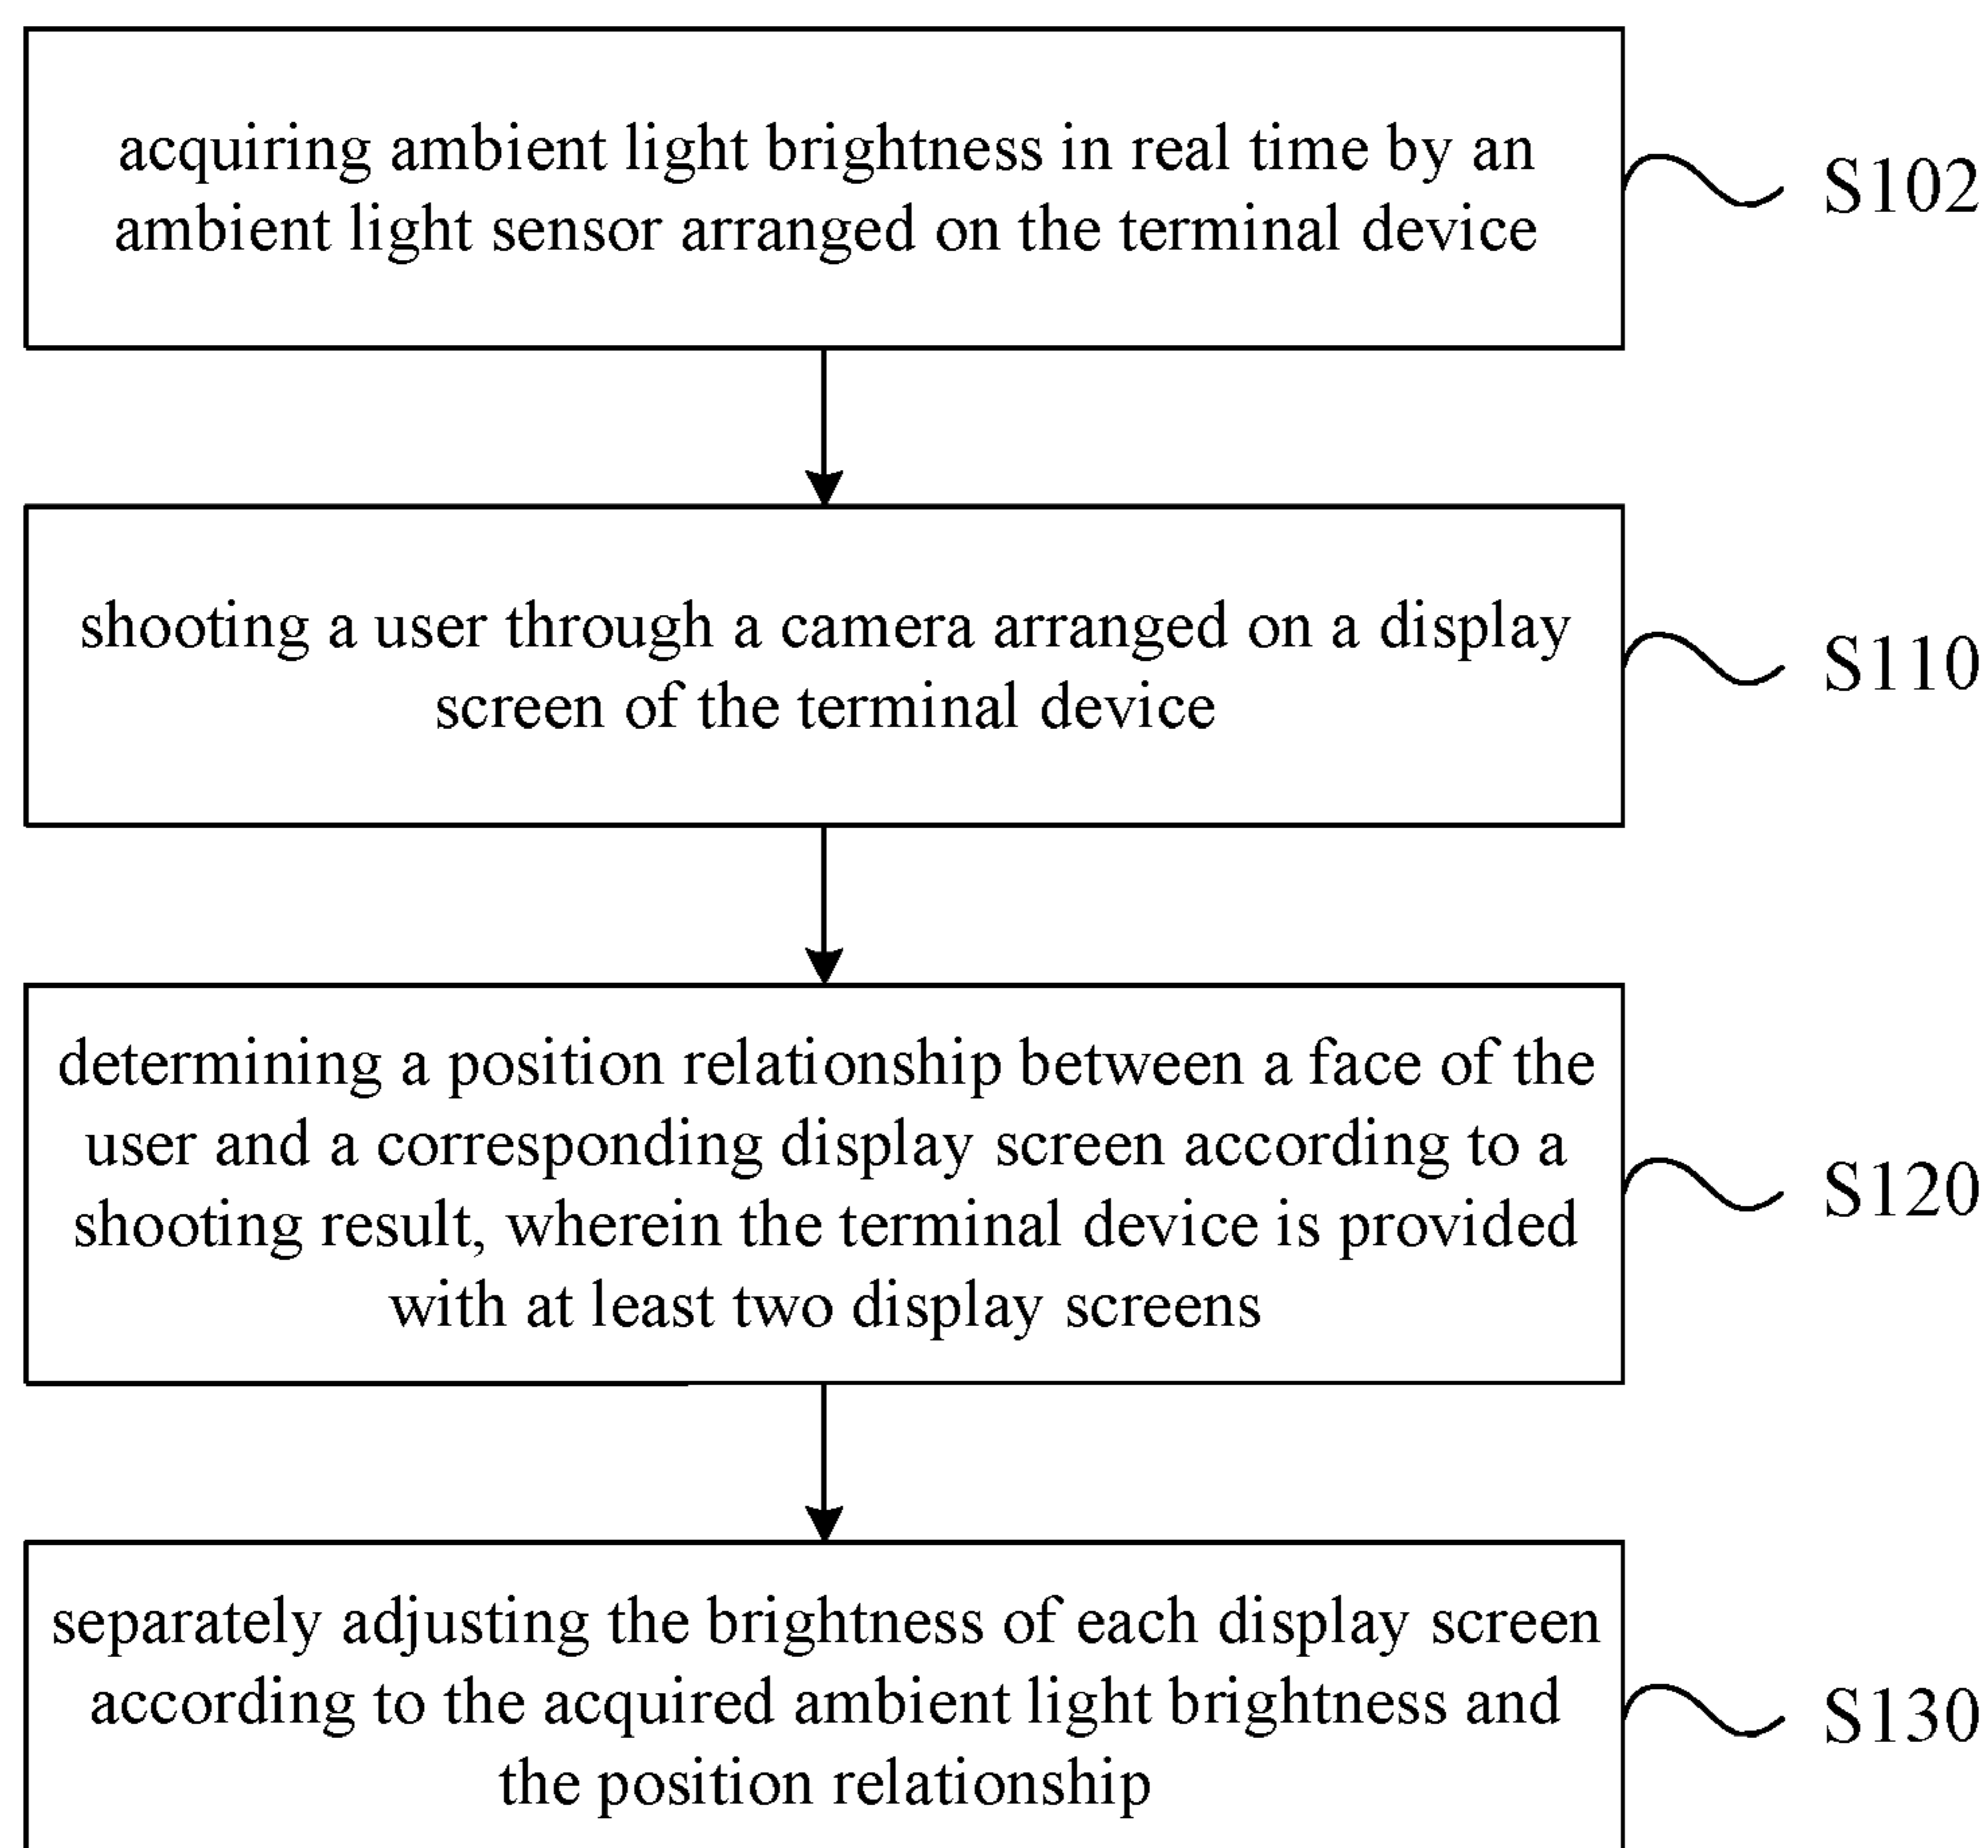 acquiring ambient light brightness in real time by an
ambient light sensor arranged on the terminal device
S102
shooting a user through a camera arranged on a display
screen of the terminal device
S110
determining a position relationship between a face of the
user and a corresponding display screen according to a
shooting result, wherein the terminal device is provided
with at least two display screens
S120
separately adjusting the brightness of each display screen
according to the acquired ambient light brightness and
the position relationship
S130